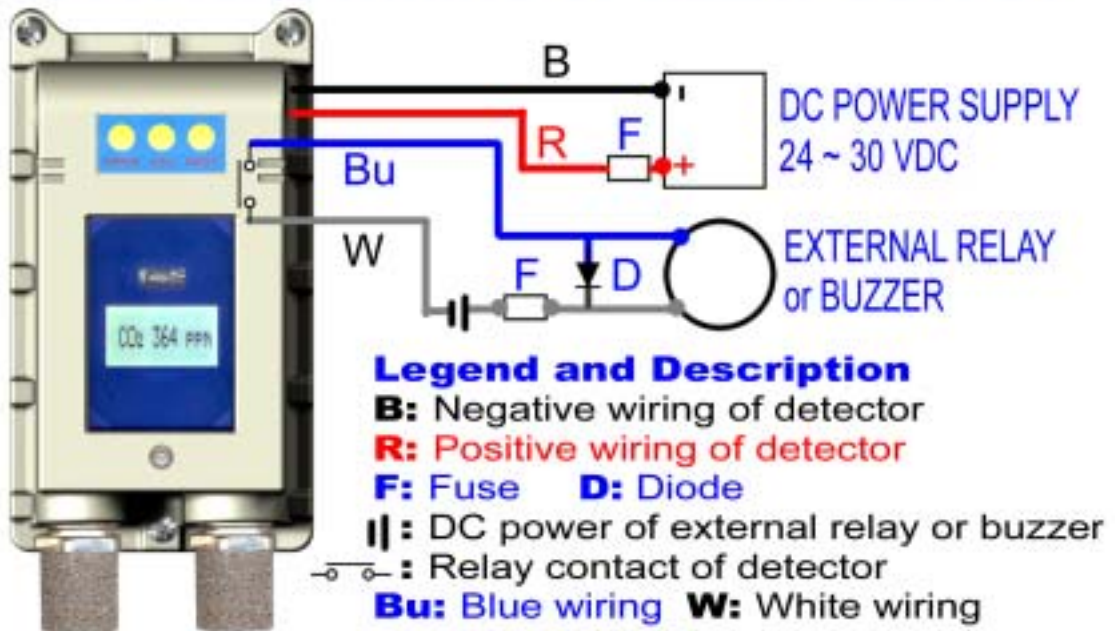 B
DC POWER SUPPLY
24 ~ 30 VDC
-
R
F
+
Bu
W
F
D
EXTERNAL RELAY
or BUZZER
CO₂ 364 PPM
Legend and Description
B: Negative wiring of detector
R: Positive wiring of detector
F: Fuse D: Diode
: DC power of external relay or buzzer
: Relay contact of detector
Bu: Blue wiring W: White wiring